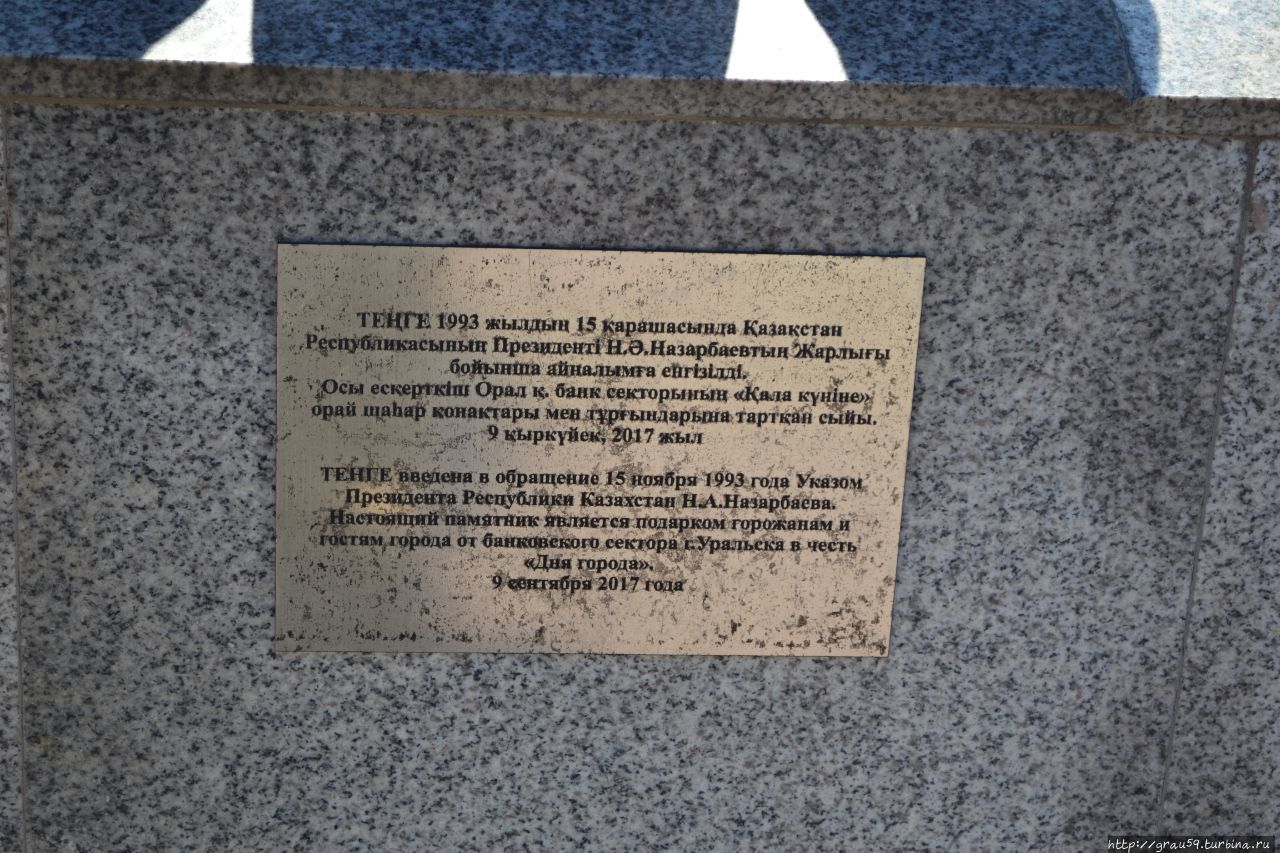 ТЕҢГЕ 1993 жылдың 15 қарашасында Қазақстан
Республикасының Президенті Н.Ә.Назарбаевтың Жарлығы
бойынша айналымға енгізілді.
Осы ескерткіш Орал қ. банк секторының «Қала күніне»
орай шаһар қонақтары мен тұрғындарына тартқан сыйы.
9 қыркүйек, 2017 жыл
ТЕНГЕ введена в обращение 15 ноября 1993 года Указом
Президента Республики Казахстан Н.А.Назарбаева.
Настоящий памятник является подарком горожанам и
гостям города от банковского сектора г.Уральска в честь
«Дня города».
9 сентября 2017 года
http://grau59.turbina.ru